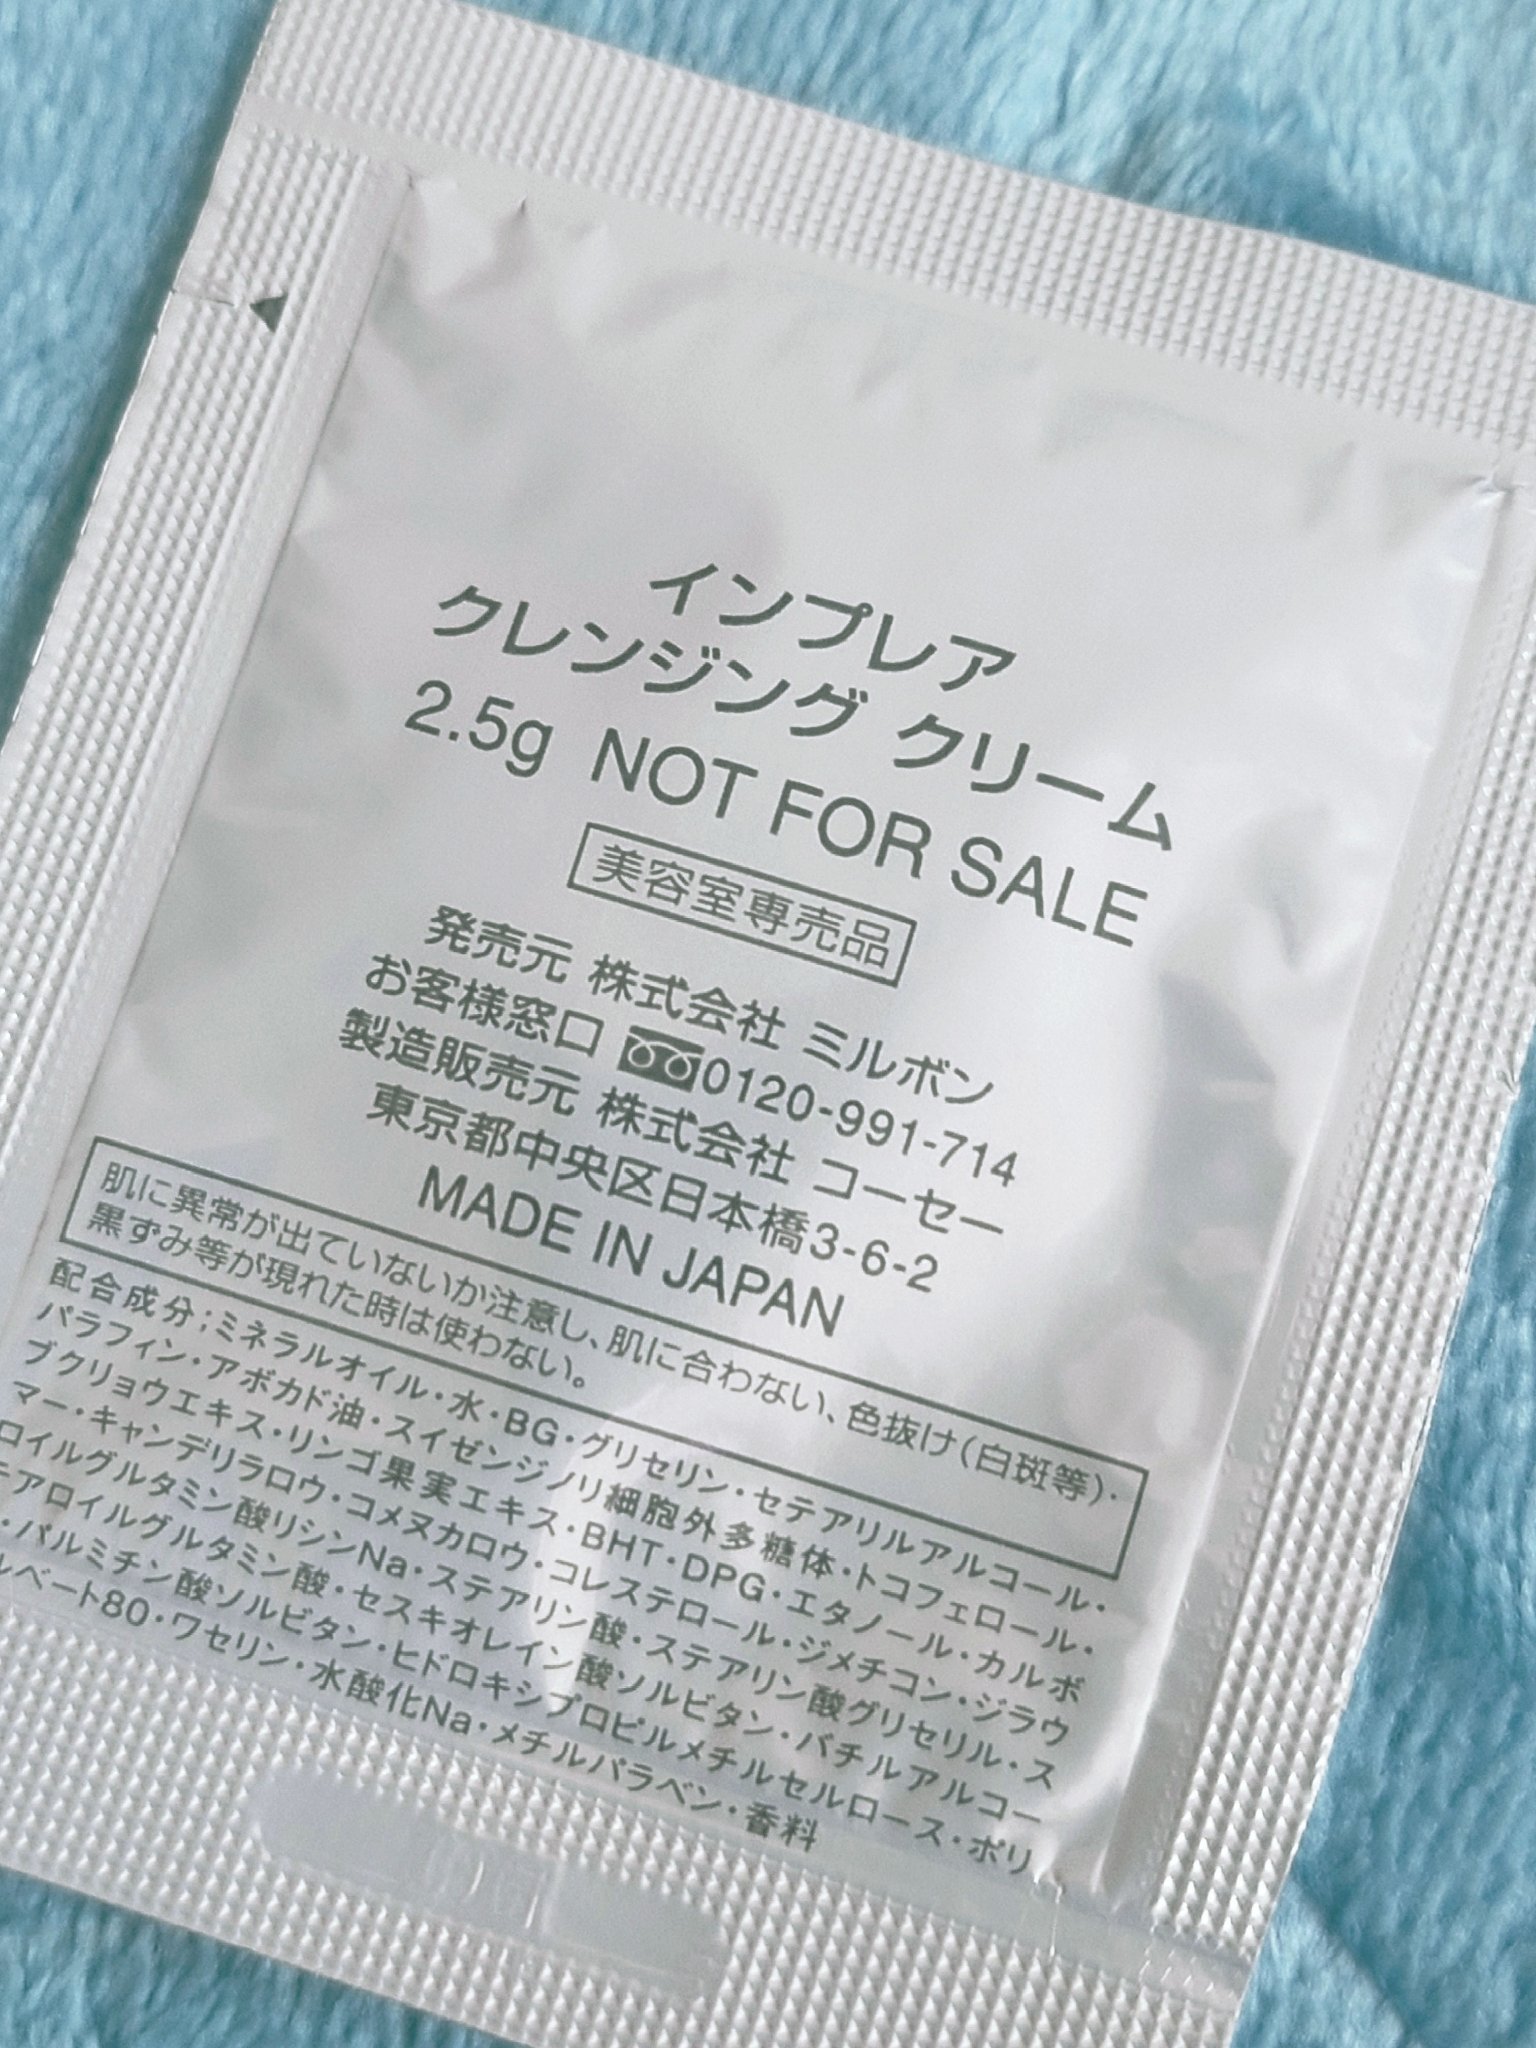 インプレア
クレンジング クリーム
2.5g NOT FOR SALE
美容室専売品
発売元 株式会社 ミルボン
お客様窓口 0120-991-714
製造販売元 株式会社 コーセー
東京都中央区日本橋3-6-2
MADE IN JAPAN
肌に異常が出ていないか注意し、肌に合わない、色抜け(白斑等)・
黒ずみ等が現れた時は使わない。
配合成分;ミネラルオイル・水・BG・グリセリン・セテアリルアルコール・
パラフィン・アボカド油・スイゼンジノリ細胞外多糖体・トコフェロール・
ブクリョウエキス・リンゴ果実エキス・BHT・DPG・エタノール・カルボ
マー・キャンデリラロウ・コメヌカロウ・コレステロール・ジメチコン・ジラウ
ロイルグルタミン酸リシンNa・ステアリン酸・ステアリン酸グリセリル・ス
テアロイルグルタミン酸・セスキオレイン酸ソルビタン・バチルアルコー
・パルミチン酸ソルビタン・ヒドロキシプロピルメチルセルロース・ポリ
ルベート80・ワセリン・水酸化Na・メチルパラベン・香料